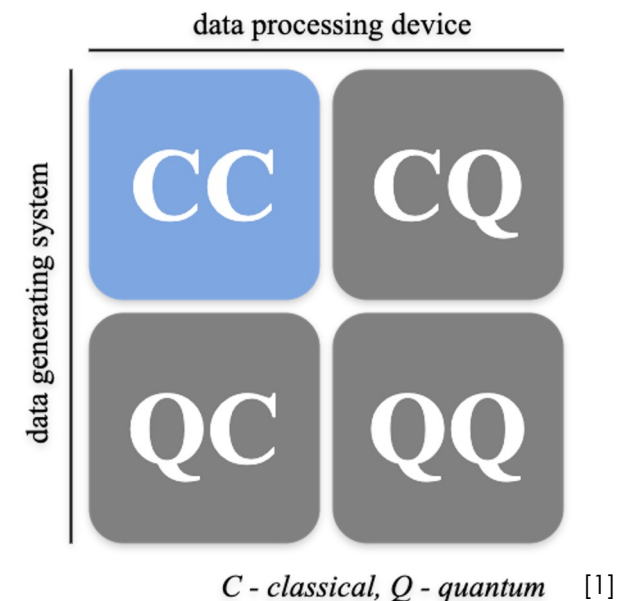 data processing device
data generating system
CC CQ
QC QQ
C - classical, Q - quantum [1]